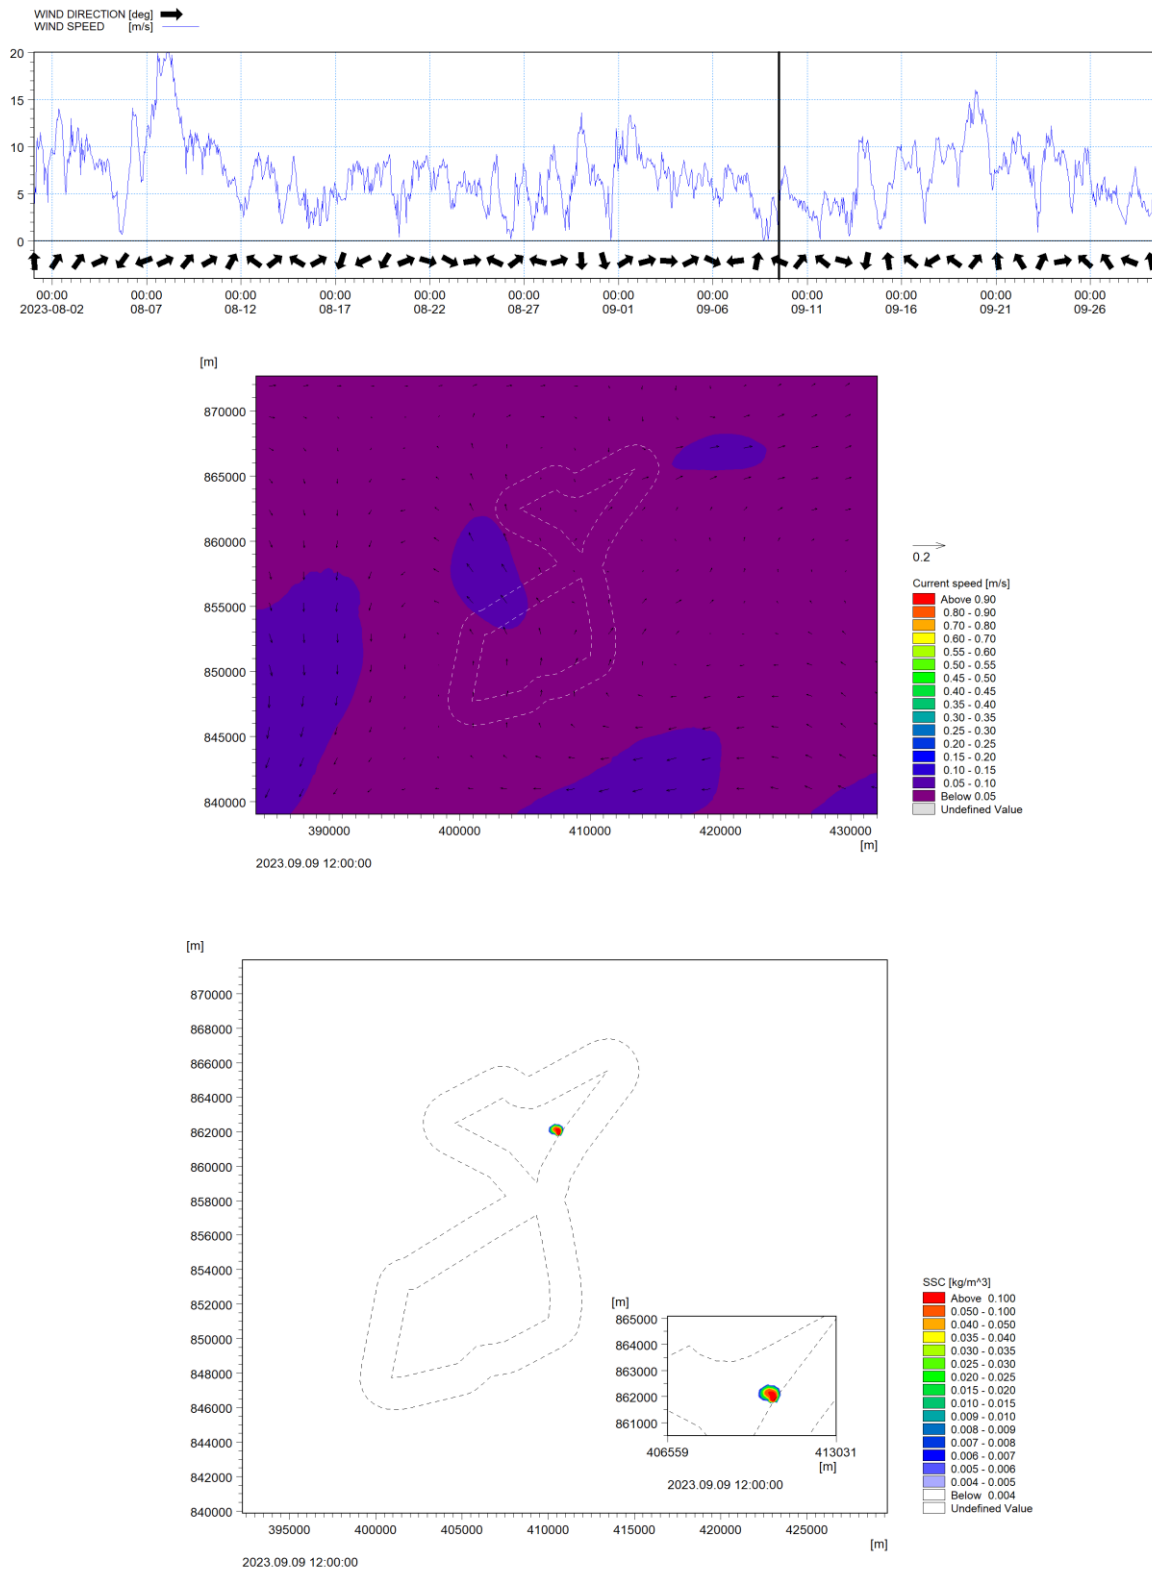 WIND DIRECTION [deg]
WIND SPEED [m/s]
20
15
10
5
0
00:00 00:00 00:00 00:00 00:00 00:00 00:00 00:00 00:00 00:00 00:00 00:00
2023-08-02 08-07 08-12 08-17 08-22 08-27 09-01 09-06 09-11 09-16 09-21 09-26
[m]
870000
865000
860000
855000
850000
845000
840000
390000 400000 410000 420000 430000
[m]
2023.09.09 12:00:00
0.2
Current speed [m/s]
Above 0.90
0.80 - 0.90
0.70 - 0.80
0.60 - 0.70
0.55 - 0.60
0.50 - 0.55
0.45 - 0.50
0.40 - 0.45
0.35 - 0.40
0.30 - 0.35
0.25 - 0.30
0.20 - 0.25
0.15 - 0.20
0.10 - 0.15
0.05 - 0.10
Below 0.05
Undefined Value
[m]
870000
868000
866000
864000
862000
860000
858000
856000
854000
852000
850000
848000
846000
844000
842000
840000
395000 400000 405000 410000 415000 420000 425000
[m]
2023.09.09 12:00:00
[m]
865000
864000
863000
862000
861000
406559 413031
[m]
2023.09.09 12:00:00
SSC [kg/m^3]
Above 0.100
0.050 - 0.100
0.040 - 0.050
0.035 - 0.040
0.030 - 0.035
0.025 - 0.030
0.020 - 0.025
0.015 - 0.020
0.010 - 0.015
0.009 - 0.010
0.008 - 0.009
0.007 - 0.008
0.006 - 0.007
0.005 - 0.006
0.004 - 0.005
Below 0.004
Undefined Value